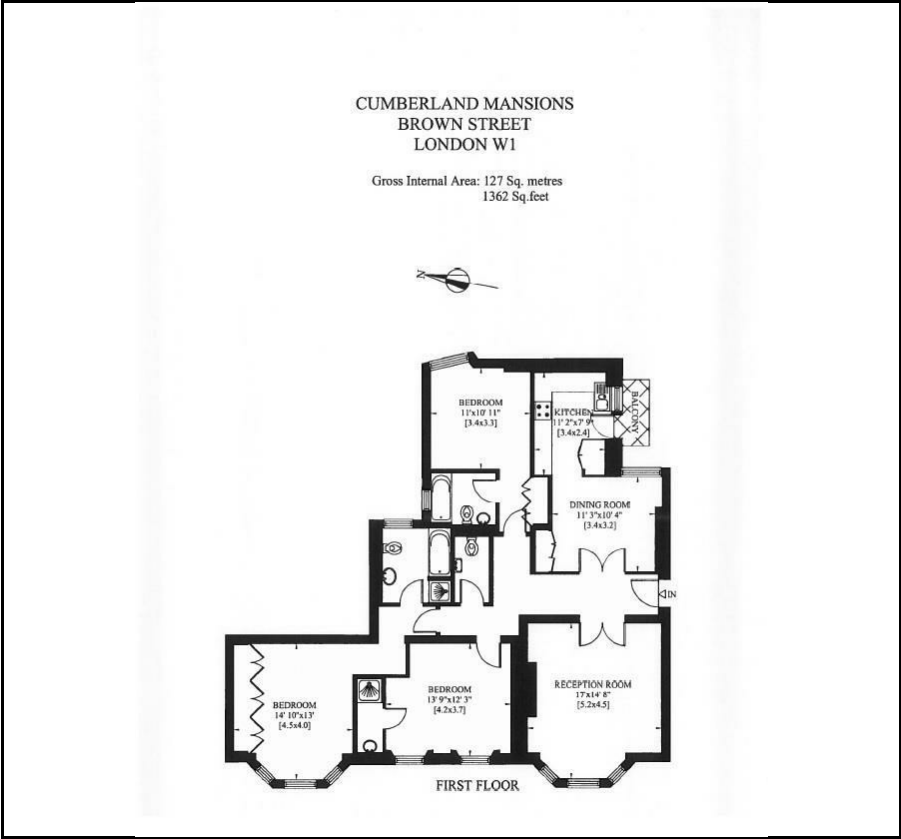 CUMBERLAND MANSIONS
BROWN STREET
LONDON W1
Gross Internal Area: 127 Sq. metres
1362 Sq.feet
N
BEDROOM
11'x10' 11"
[3.4x3.3]
KITCHEN
11' 2"x7' 9"
[3.4x2.4]
BALCONY
DINING ROOM
11' 3"x10' 4"
[3.4x3.2]
IN
BEDROOM
14' 10"x13'
[4.5x4.0]
BEDROOM
13' 9"x12' 3"
[4.2x3.7]
RECEPTION ROOM
17'x14' 8"
[5.2x4.5]
FIRST FLOOR